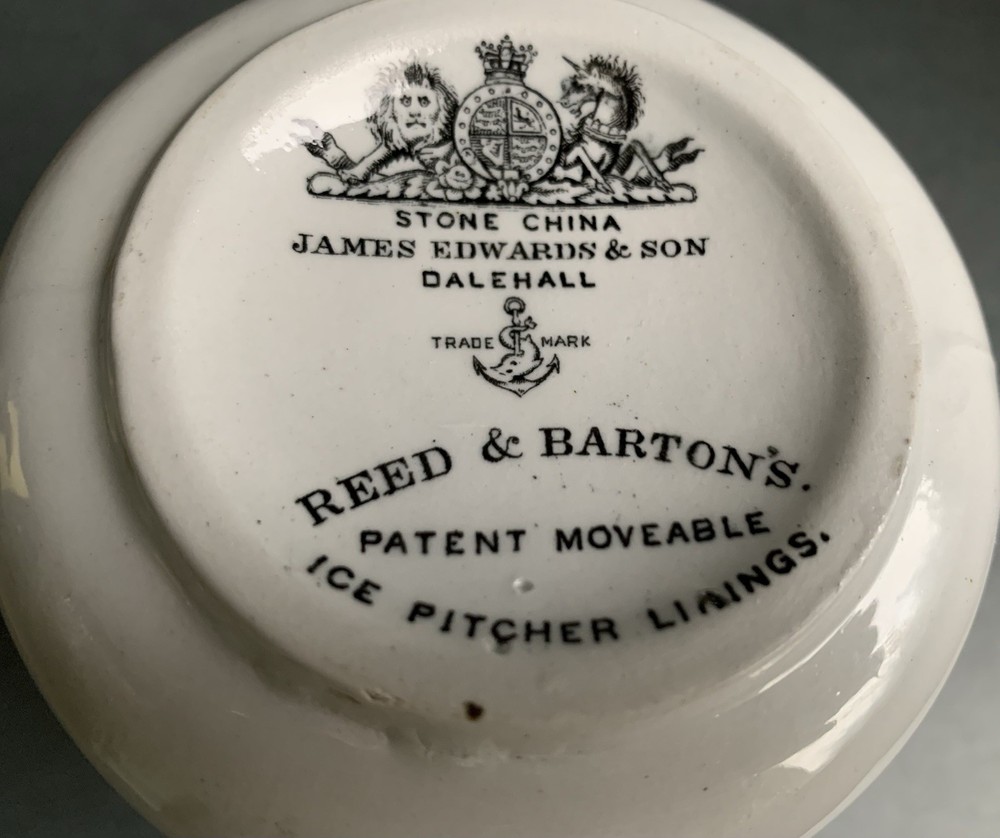 STONE CHINA
JAMES EDWARDS & SON
DALEHALL
TRADE MARK
REED & BARTON'S.
PATENT MOVEABLE
ICE PITCHER LININGS.